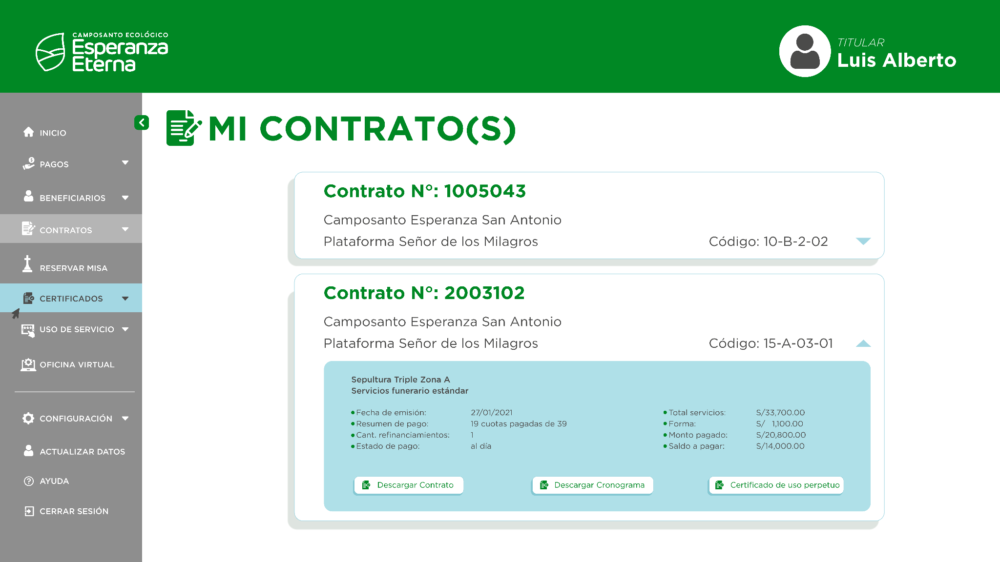 CAMPOSANTO ECOLÓGICO
Esperanza
Eterna
TITULAR
Luis Alberto
INICIO
PAGOS
BENEFICIARIOS
CONTRATOS
RESERVAR MISA
CERTIFICADOS
USO DE SERVICIO
OFICINA VIRTUAL
CONFIGURACIÓN
ACTUALIZAR DATOS
AYUDA
CERRAR SESIÓN
MI CONTRATO(S)
Contrato N°: 1005043
Camposanto Esperanza San Antonio
Plataforma Señor de los Milagros
Código: 10-B-2-02
Contrato N°: 2003102
Camposanto Esperanza San Antonio
Plataforma Señor de los Milagros
Código: 15-A-03-01
Sepultura Triple Zona A
Servicios funerario estándar
Fecha de emisión: 27/01/2021
Resumen de pago: 19 cuotas pagadas de 39
Cant. refinanciamientos: 1
Estado de pago: al día
Total servicios: S/33,700.00
Forma: S/ 1,100.00
Monto pagado: S/20,800.00
Saldo a pagar: S/14,000.00
Descargar Contrato
Descargar Cronograma
Certificado de uso perpetuo